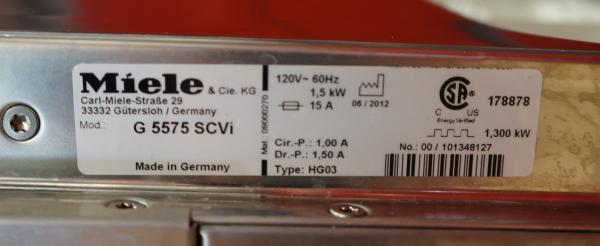 Miele & Cie. KG
Carl-Miele-Straße 29
33332 Gütersloh / Germany
Mod.: G 5575 SCVi
Made in Germany
Mat. 09000270
120V~ 60Hz
1,5 kW
15 A
06 / 2012
Cir.-P.: 1,00 A
Dr.-P.: 1,50 A
Type: HG03
CSA
C US
Energy Verified
178878
1,300 kW
No.: 00 / 101348127